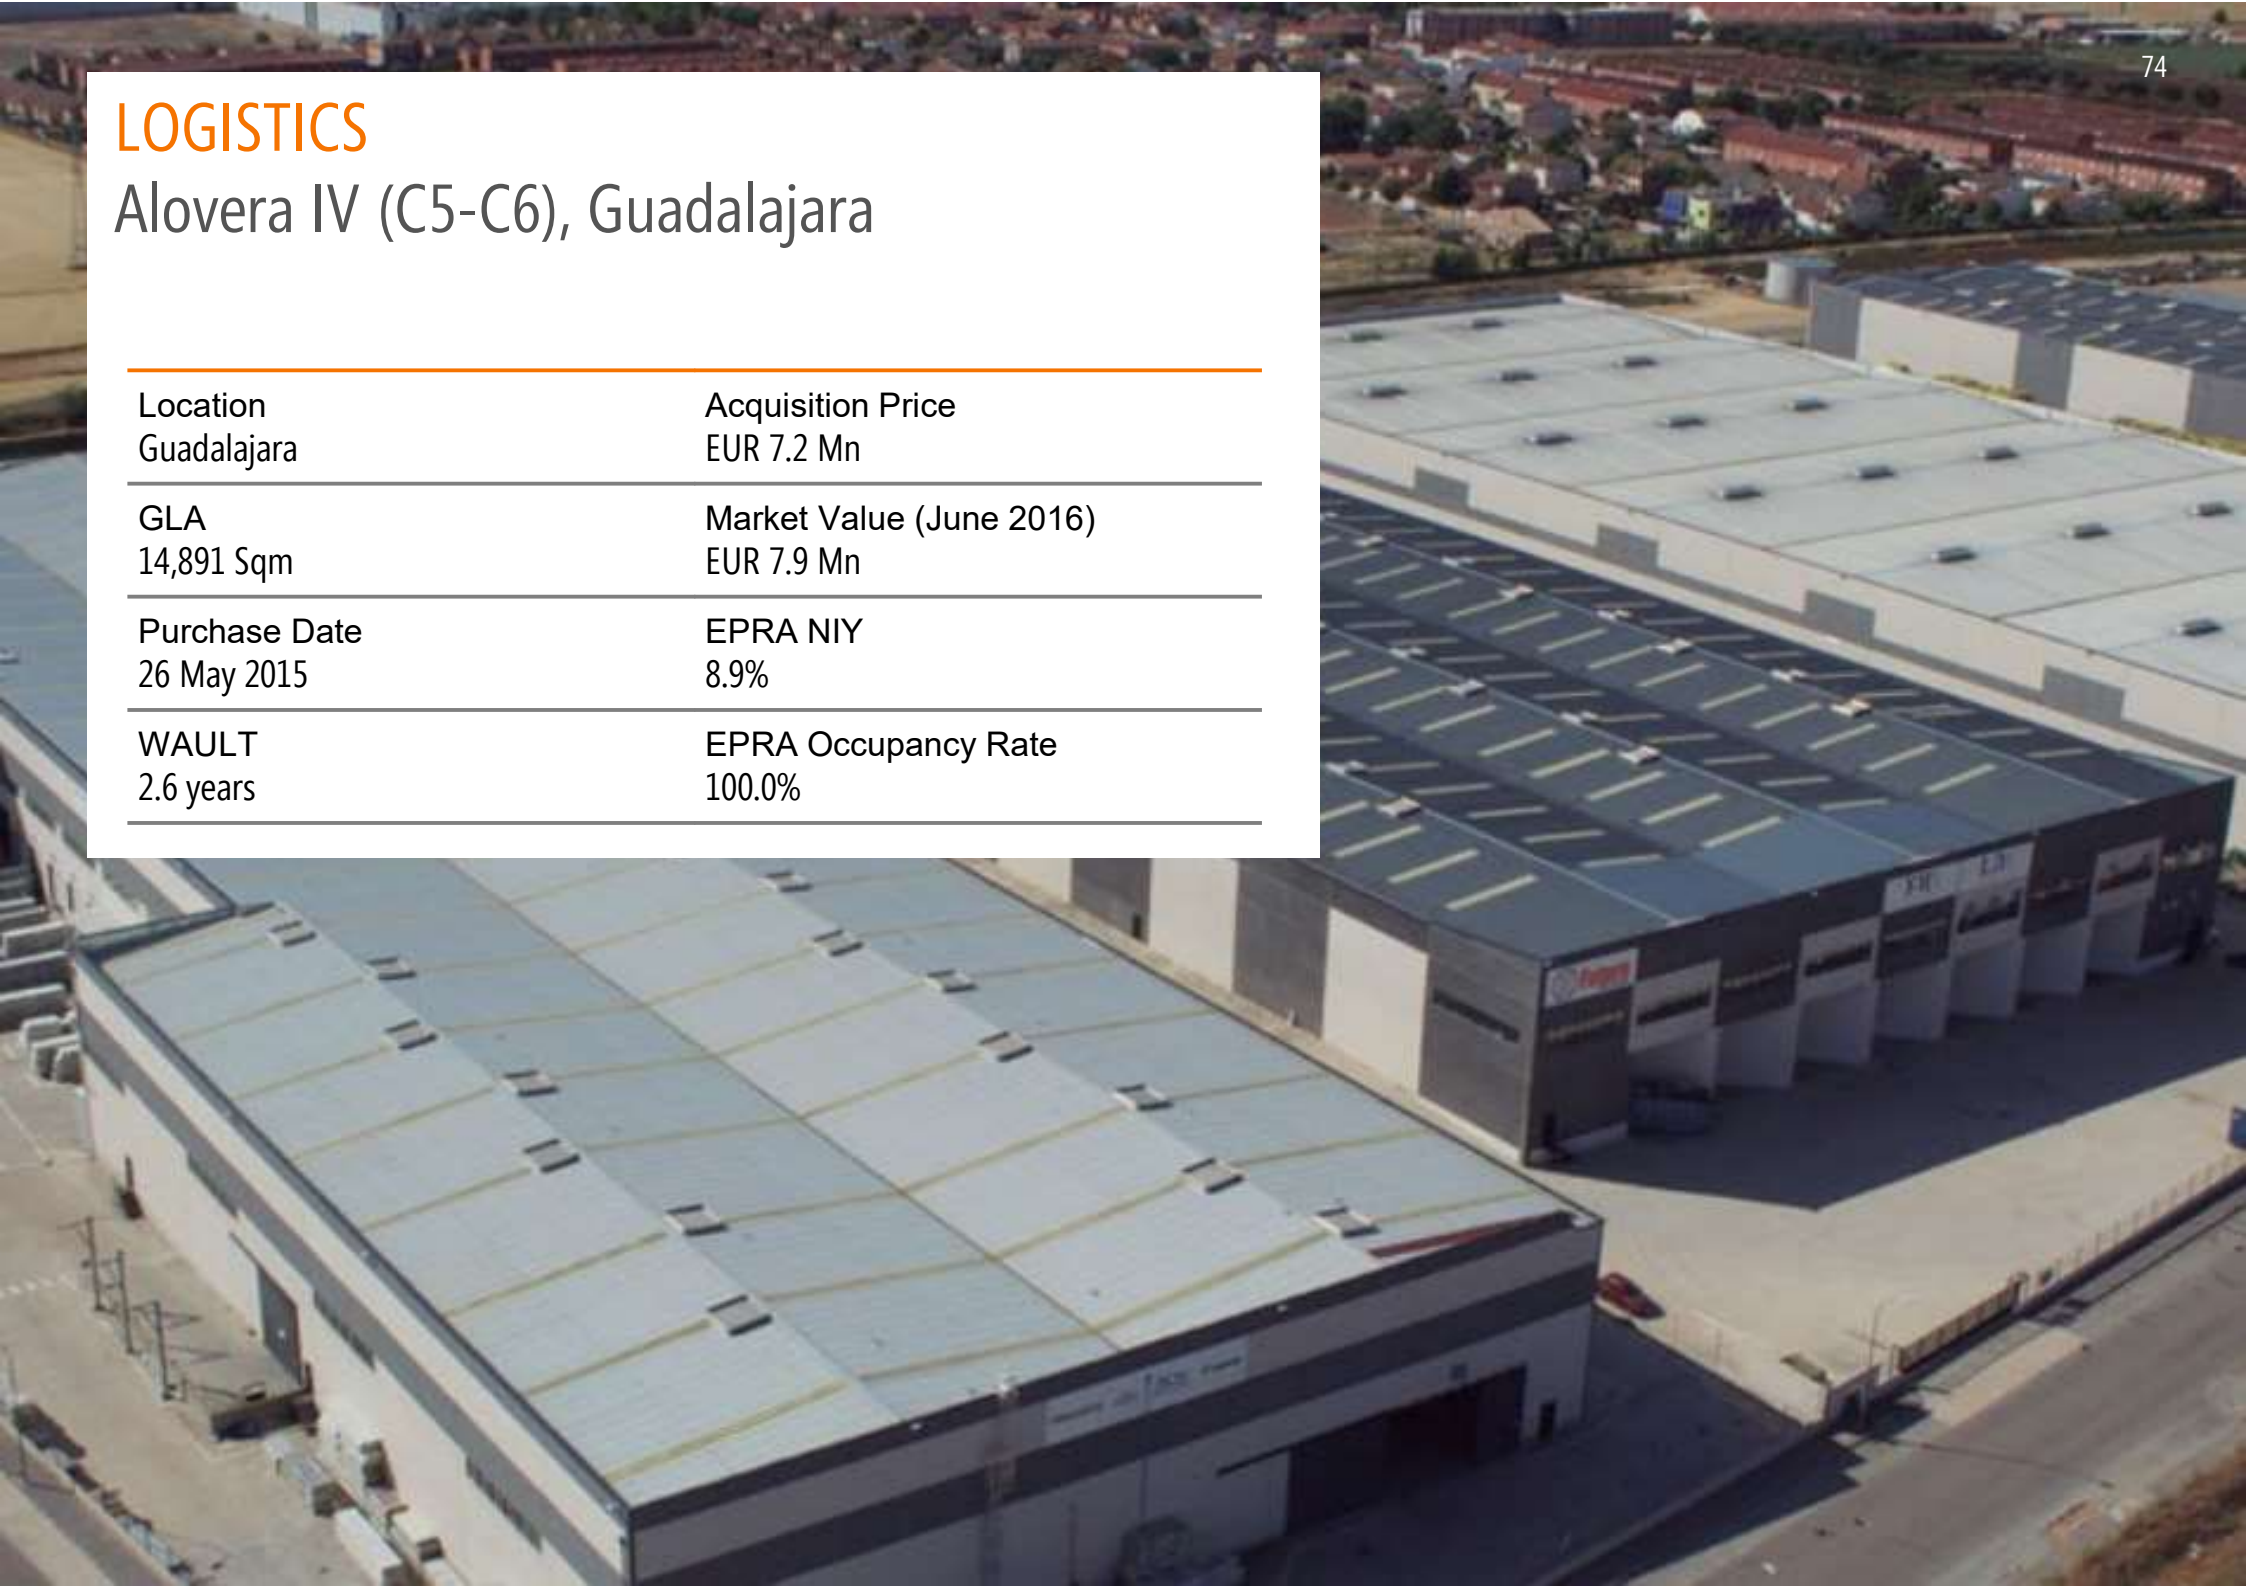 74
LOGISTICS
Alovera IV (C5-C6), Guadalajara
Location
Guadalajara
Acquisition Price
EUR 7.2 Mn
GLA
14,891 Sqm
Market Value (June 2016)
EUR 7.9 Mn
Purchase Date
26 May 2015
EPRA NIY
8.9%
WAULT
2.6 years
EPRA Occupancy Rate
100.0%